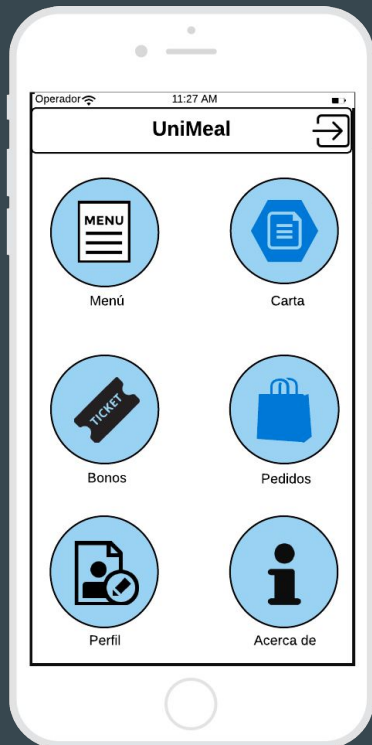 Operador 11:27 AM
UniMeal
MENU
Menú Carta
TICKET
Bonos Pedidos
Perfil Acerca de